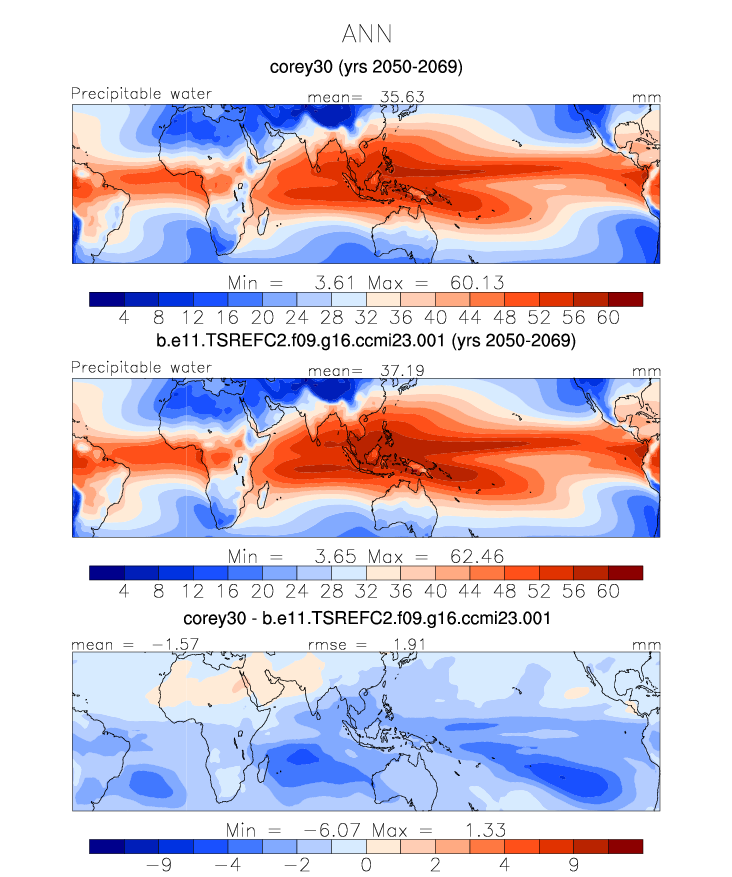 ANN
corey30 (yrs 2050-2069)
Precipitable water mean= 35.63 mm
Min = 3.61 Max = 60.13
4 8 12 16 20 24 28 32 36 40 44 48 52 56 60
b.e11.TSREFC2.f09.g16.ccmi23.001 (yrs 2050-2069)
Precipitable water mean= 37.19 mm
Min = 3.65 Max = 62.46
4 8 12 16 20 24 28 32 36 40 44 48 52 56 60
corey30 - b.e11.TSREFC2.f09.g16.ccmi23.001
mean = -1.57 rmse = 1.91 mm
Min = -6.07 Max = 1.33
-9 -4 -2 0 2 4 9